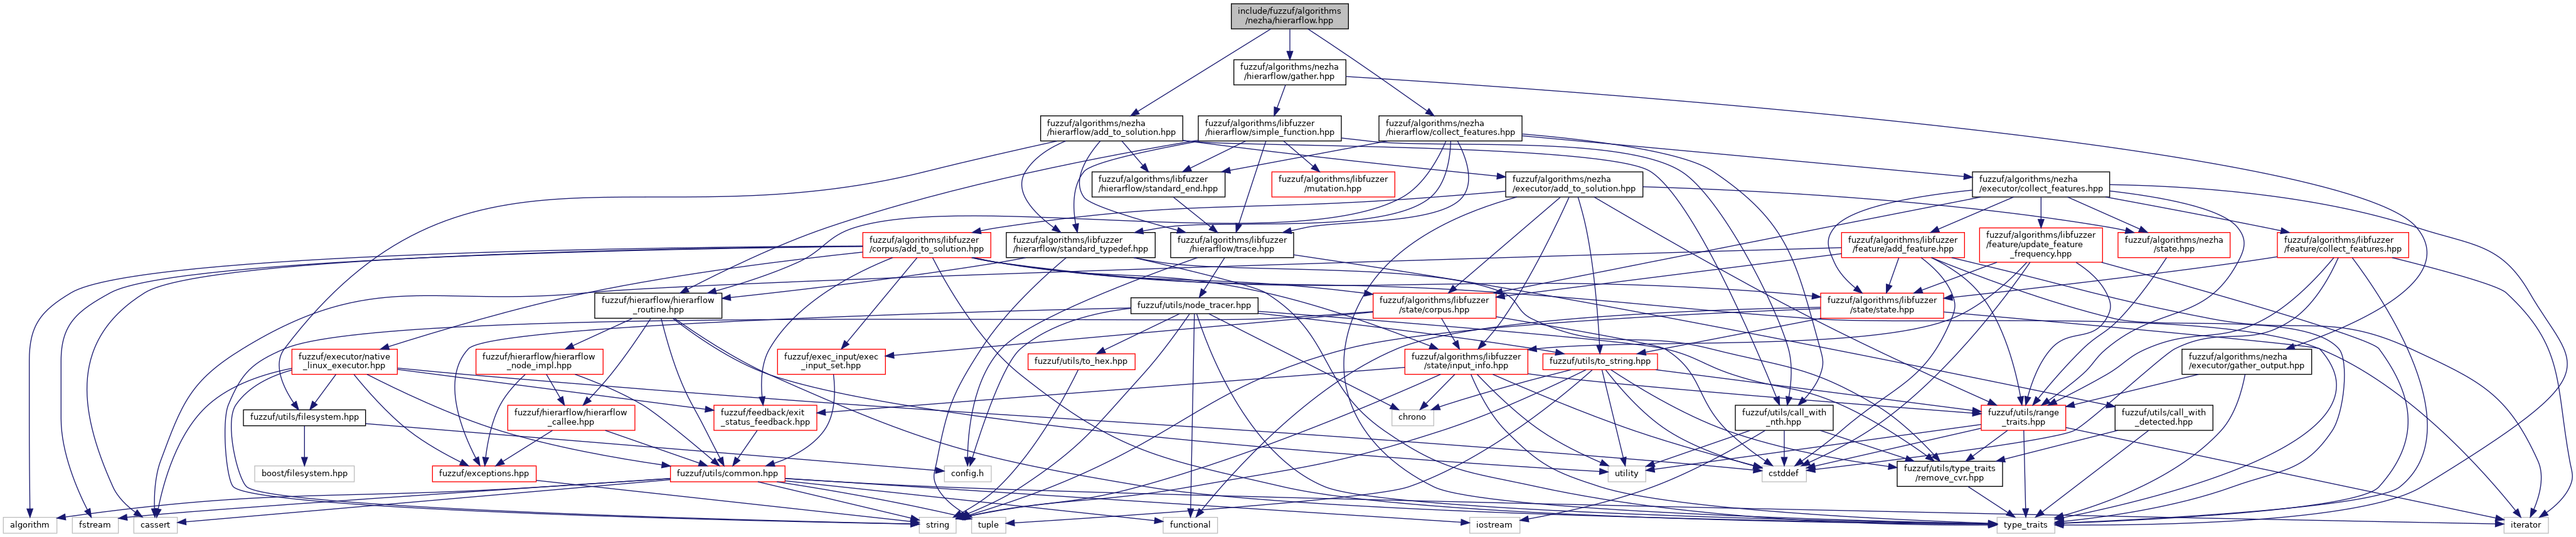 include/fuzzuf/algorithms
/nezha/hierarflow.hpp
fuzzuf/algorithms/nezha
/hierarflow/gather.hpp
fuzzuf/algorithms/nezha
/hierarflow/add_to_solution.hpp
fuzzuf/algorithms/libfuzzer
/hierarflow/simple_function.hpp
fuzzuf/algorithms/nezha
/hierarflow/collect_features.hpp
fuzzuf/algorithms/libfuzzer
/hierarflow/standard_end.hpp
fuzzuf/algorithms/libfuzzer
/mutation.hpp
fuzzuf/algorithms/nezha
/executor/add_to_solution.hpp
fuzzuf/algorithms/nezha
/executor/collect_features.hpp
fuzzuf/algorithms/libfuzzer
/corpus/add_to_solution.hpp
fuzzuf/algorithms/libfuzzer
/hierarflow/standard_typedef.hpp
fuzzuf/algorithms/libfuzzer
/hierarflow/trace.hpp
fuzzuf/algorithms/libfuzzer
/feature/add_feature.hpp
fuzzuf/algorithms/libfuzzer
/feature/update_feature
_frequency.hpp
fuzzuf/algorithms/nezha
/state.hpp
fuzzuf/algorithms/libfuzzer
/feature/collect_features.hpp
fuzzuf/hierarflow/hierarflow
_routine.hpp
fuzzuf/utils/node_tracer.hpp
fuzzuf/algorithms/libfuzzer
/state/corpus.hpp
fuzzuf/algorithms/libfuzzer
/state/state.hpp
fuzzuf/executor/native
_linux_executor.hpp
fuzzuf/hierarflow/hierarflow
_node_impl.hpp
fuzzuf/utils/to_hex.hpp
fuzzuf/exec_input/exec
_input_set.hpp
fuzzuf/algorithms/libfuzzer
/state/input_info.hpp
fuzzuf/utils/to_string.hpp
fuzzuf/algorithms/nezha
/executor/gather_output.hpp
fuzzuf/utils/filesystem.hpp
fuzzuf/hierarflow/hierarflow
_callee.hpp
fuzzuf/feedback/exit
_status_feedback.hpp
chrono
fuzzuf/utils/call_with
_nth.hpp
fuzzuf/utils/range
_traits.hpp
fuzzuf/utils/call_with
_detected.hpp
boost/filesystem.hpp
fuzzuf/exceptions.hpp
fuzzuf/utils/common.hpp
config.h
utility
cstddef
fuzzuf/utils/type_traits
/remove_cvr.hpp
algorithm
fstream
cassert
string
tuple
functional
iostream
type_traits
iterator